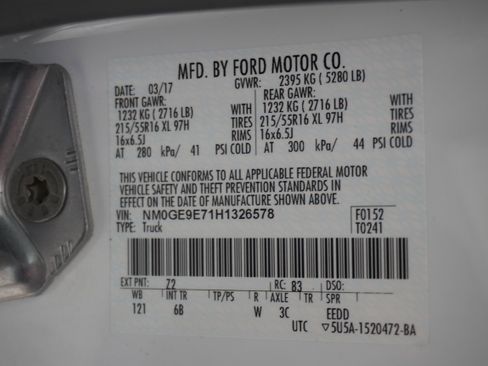 MFD. BY FORD MOTOR CO.
DATE: 03/17 GVWR: 2395 KG ( 5280 LB)
FRONT GAWR: REAR GAWR:
1232 KG ( 2716 LB) WITH 1232 KG ( 2716 LB) WITH
215/55R16 XL 97H TIRES 215/55R16 XL 97H TIRES
16x6.5J RIMS 16x6.5J RIMS
AT 280 kPa/ 41 PSI COLD AT 300 kPa/ 44 PSI COLD
THIS VEHICLE CONFORMS TO ALL APPLICABLE FEDERAL MOTOR
VEHICLE SAFETY AND THEFT PREVENTION STANDARDS IN
EFFECT ON THE DATE OF MANUFACTURE SHOWN ABOVE.
VIN: NM0GE9E71H1326578 F0152
TYPE: Truck T0241
EXT PNT: Z2 RC: 83 DSO:
WB INT TR TP/PS R AXLE TR SPR
121 6B W 3C EEDD
UTC ▽5U5A-1520472-BA